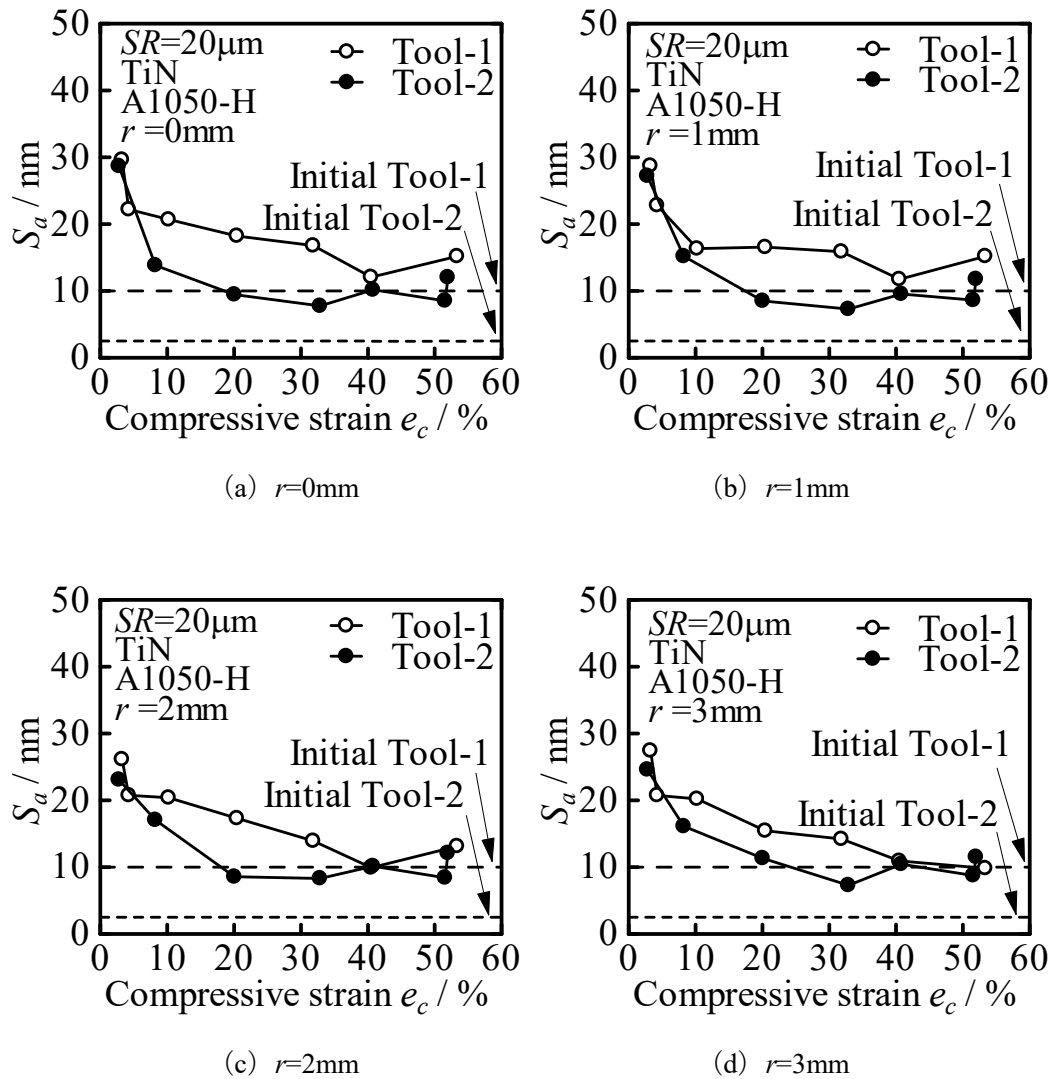 50
40
30
20
10
0
S_a / nm
SR=20μm
TiN
A1050-H
r =0mm
Tool-1
Tool-2
Initial Tool-1
Initial Tool-2
0 10 20 30 40 50 60
Compressive strain e_c / %
(a) r=0mm
50
40
30
20
10
0
S_a / nm
SR=20μm
TiN
A1050-H
r =1mm
Tool-1
Tool-2
Initial Tool-1
Initial Tool-2
0 10 20 30 40 50 60
Compressive strain e_c / %
(b) r=1mm
50
40
30
20
10
0
S_a / nm
SR=20μm
TiN
A1050-H
r =2mm
Tool-1
Tool-2
Initial Tool-1
Initial Tool-2
0 10 20 30 40 50 60
Compressive strain e_c / %
(c) r=2mm
50
40
30
20
10
0
S_a / nm
SR=20μm
TiN
A1050-H
r =3mm
Tool-1
Tool-2
Initial Tool-1
Initial Tool-2
0 10 20 30 40 50 60
Compressive strain e_c / %
(d) r=3mm